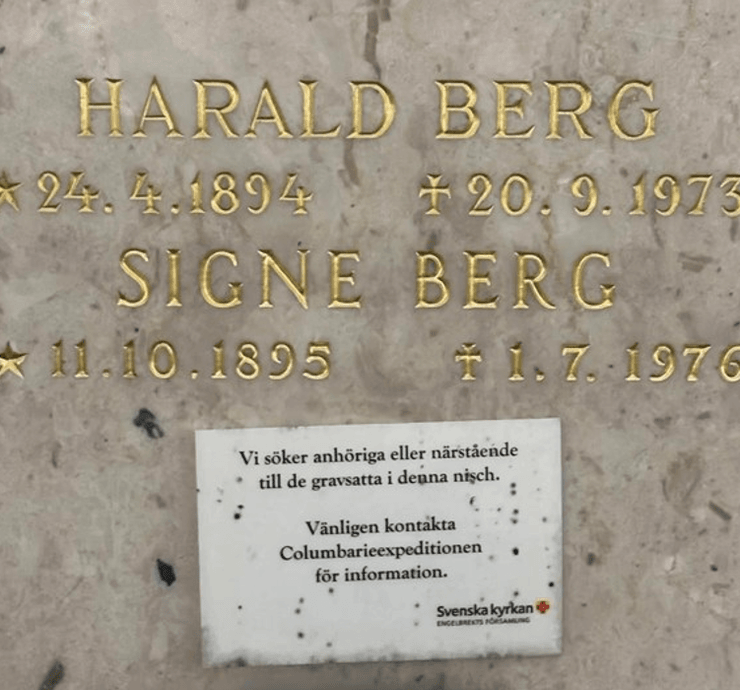 HARALD BERG
★ 24. 4. 1894 ✝ 20. 9. 1973
SIGNE BERG
★ 11. 10. 1895 ✝ 1. 7. 1976
Vi söker anhöriga eller närstående
till de gravsatta i denna nisch.
Vänligen kontakta
Columbarieexpeditionen
för information.
Svenska kyrkan
ENGELBREKTS FÖRSAMLING